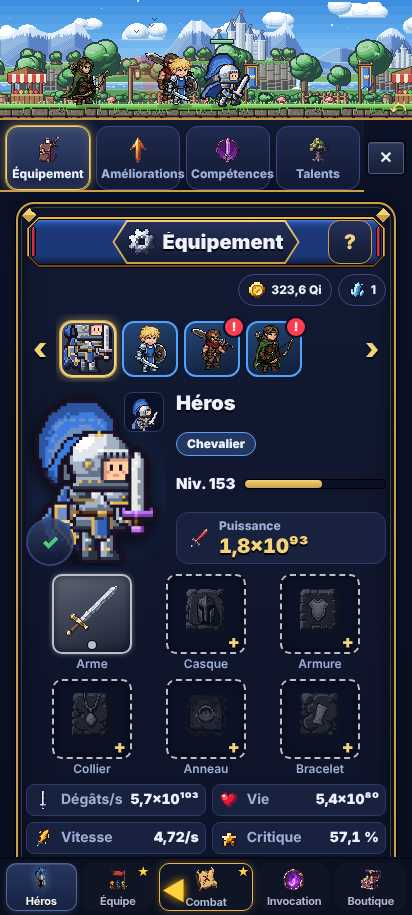 Équipement Améliorations Compétences Talents ×
Équipement ?
323,6 Qi 1
! !
Héros
Chevalier
Niv. 153
Puissance
1,8×10⁹³
Arme Casque Armure
Collier Anneau Bracelet
Dégâts/s 5,7×10¹⁰³ Vie 5,4×10⁸⁰
Vitesse 4,72/s Critique 57,1 %
Héros Équipe Combat Invocation Boutique